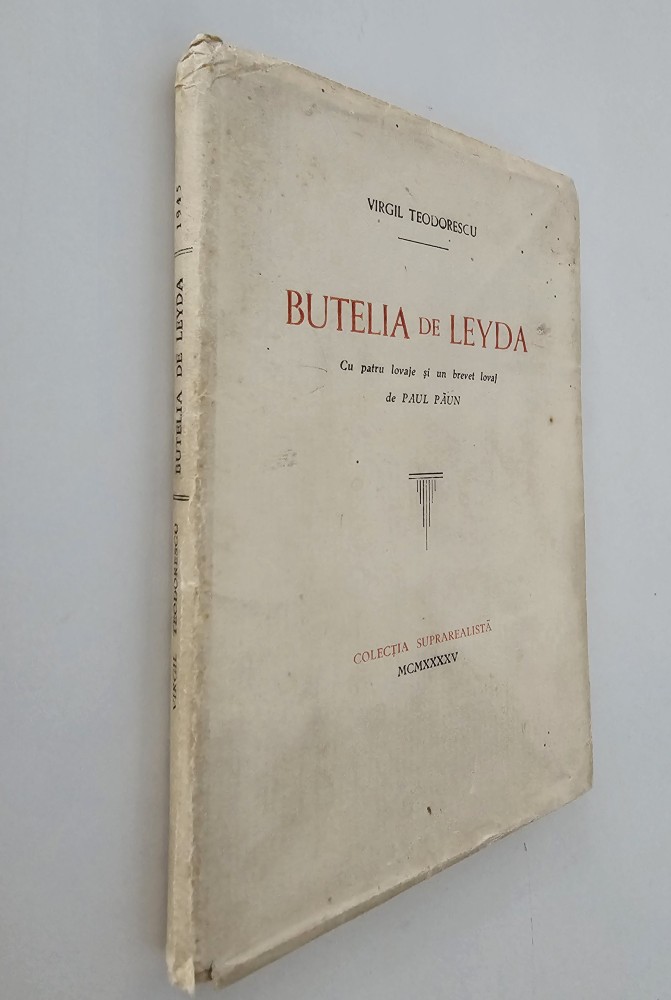 VIRGIL TEODORESCU
BUTELIA DE LEYDA
Cu patru lovaje și un brevet lovaj
de PAUL PĂUN
COLECȚIA SUPRAREALISTĂ
MCMXXXXV
VIRGIL TEODORESCU BUTELIA DE LEYDA 1945